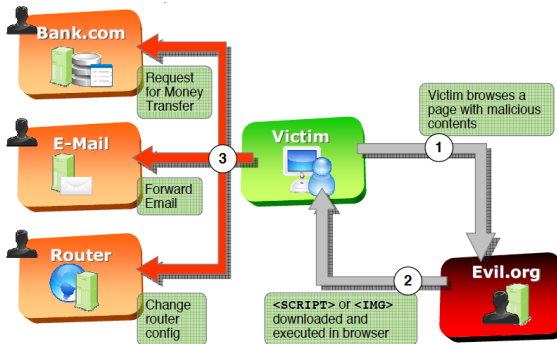 Bank.com
Request
for Money
Transfer
E-Mail
Forward
Email
Router
Change
router
config
3
Victim
Victim browses a
page with malicious
contents
1
2
<SCRIPT> or <IMG>
downloaded and
executed in browser
Evil.org